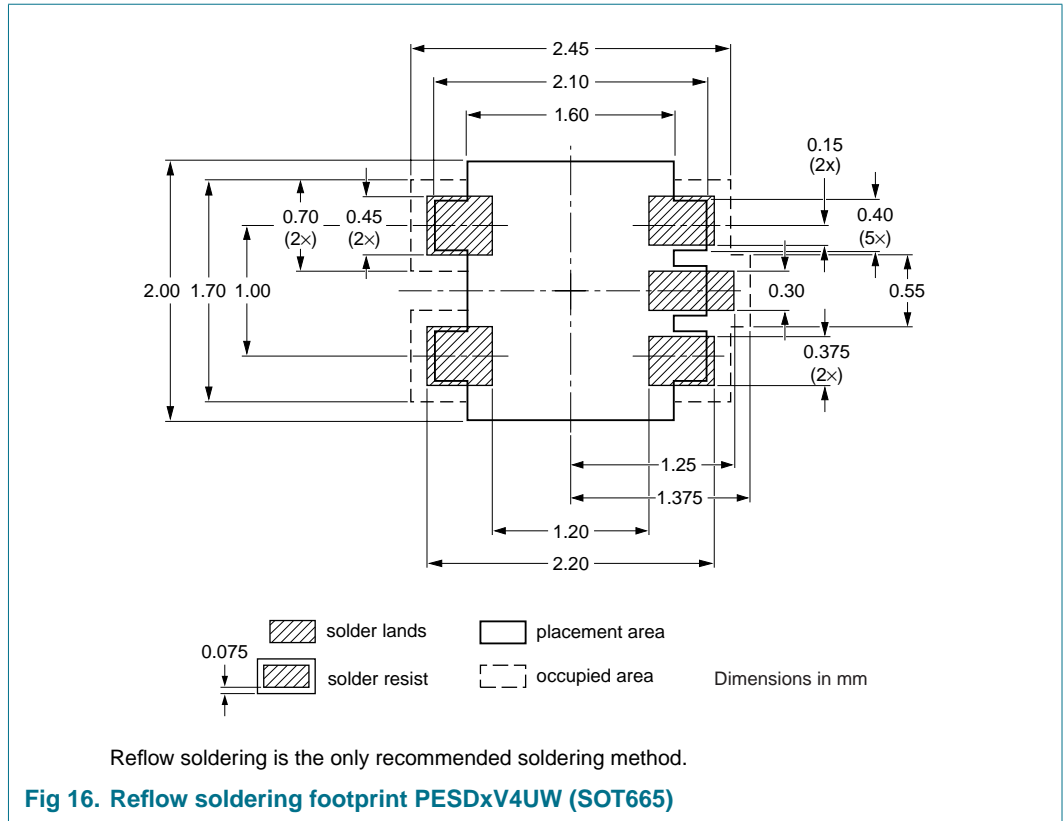 2.45
2.10
1.60
0.15
(2x)
0.70
(2×)
0.45
(2×)
0.40
(5×)
2.00
1.70
1.00
0.30
0.55
0.375
(2×)
1.25
1.375
1.20
2.20
solder lands
placement area
0.075
solder resist
occupied area
Dimensions in mm
Reflow soldering is the only recommended soldering method.
Fig 16. Reflow soldering footprint PESDxV4UW (SOT665)